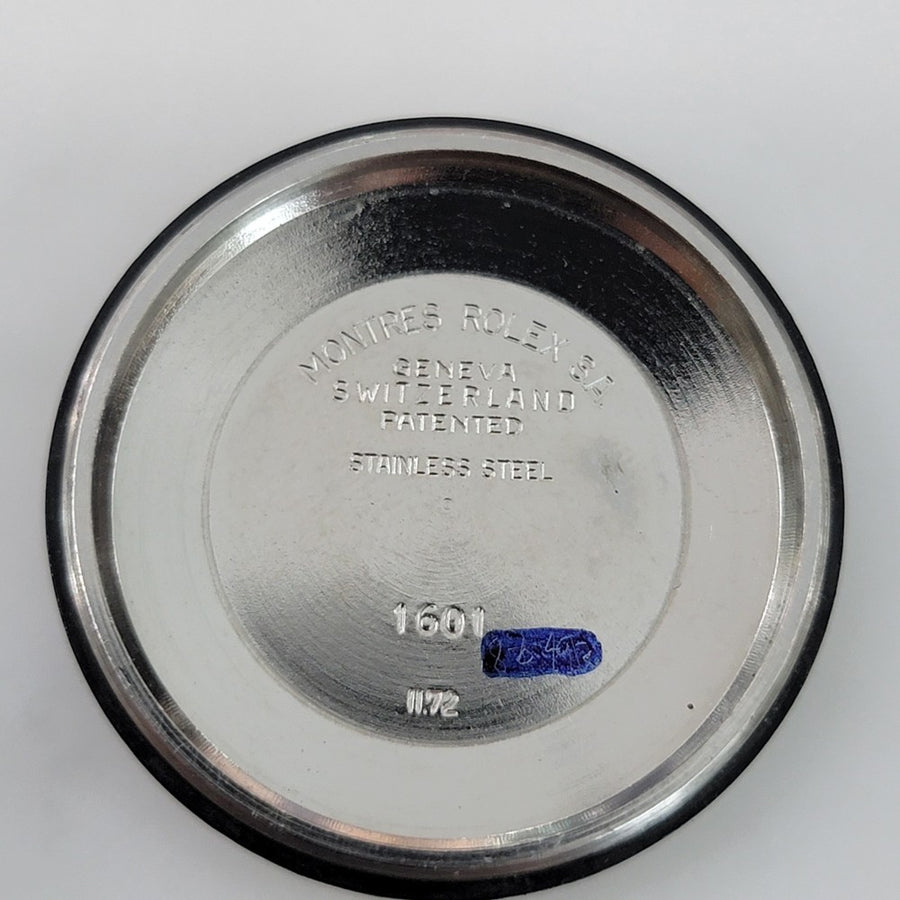 MONTRES ROLEX S.A
GENEVA
SWITZERLAND
PATENTED
STAINLESS STEEL
1601
II.72